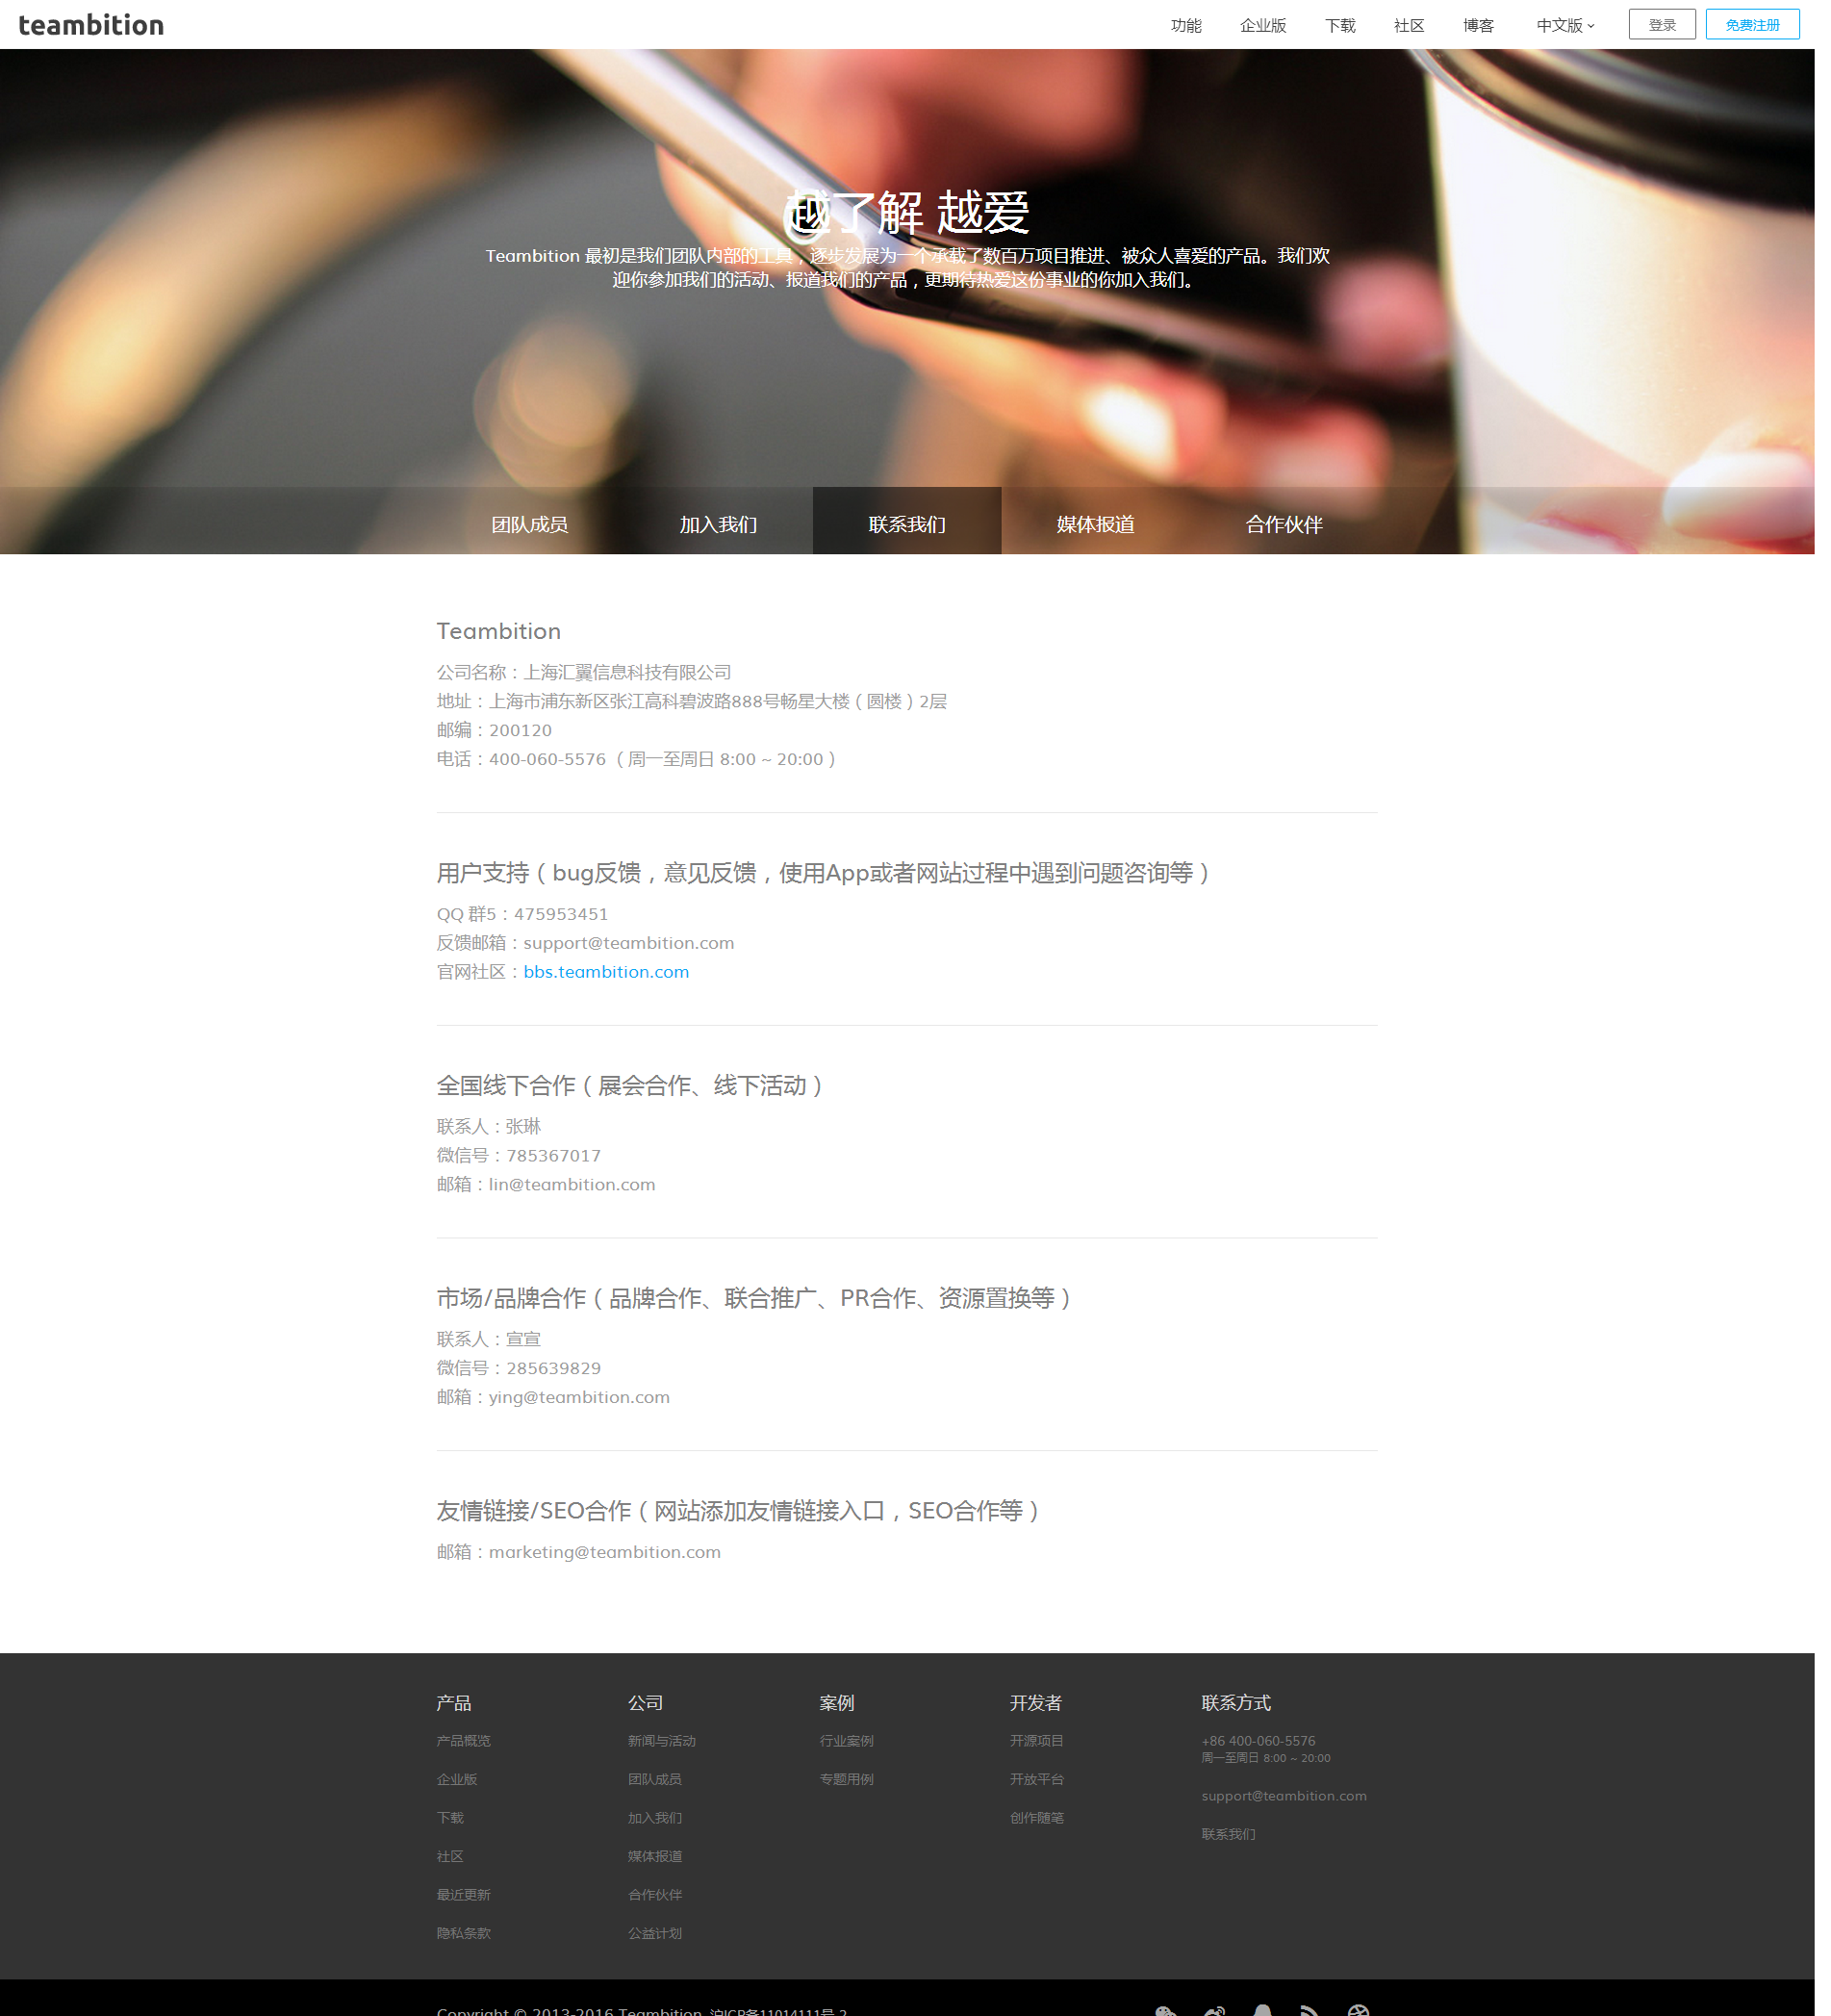 teambition
功能 企业版 下载 社区 博客 中文版 登录 免费注册
越了解 越爱
Teambition 最初是我们团队内部的工具，逐步发展为一个承载了数百万项目推进、被众人喜爱的产品。我们欢
迎你参加我们的活动、报道我们的产品，更期待热爱这份事业的你加入我们。
团队成员 加入我们 联系我们 媒体报道 合作伙伴
Teambition
公司名称：上海汇翼信息科技有限公司
地址：上海市浦东新区张江高科碧波路888号畅星大楼（圆楼）2层
邮编：200120
电话：400-060-5576 （周一至周日 8:00 ~ 20:00）
用户支持（bug反馈，意见反馈，使用App或者网站过程中遇到问题咨询等）
QQ 群5：475953451
反馈邮箱：support@teambition.com
官网社区：bbs.teambition.com
全国线下合作（展会合作、线下活动）
联系人：张琳
微信号：785367017
邮箱：lin@teambition.com
市场/品牌合作（品牌合作、联合推广、PR合作、资源置换等）
联系人：宣宣
微信号：285639829
邮箱：ying@teambition.com
友情链接/SEO合作（网站添加友情链接入口，SEO合作等）
邮箱：marketing@teambition.com
产品 公司 案例 开发者 联系方式
产品概览 新闻与活动 行业案例 开源项目 +86 400-060-5576
周一至周日 8:00 ~ 20:00
企业版 团队成员 专题用例 开放平台 support@teambition.com
下载 加入我们 创作随笔 联系我们
社区 媒体报道
最近更新 合作伙伴
隐私条款 公益计划
Copyright © 2013-2016 Teambition 沪ICP备11014111号-2